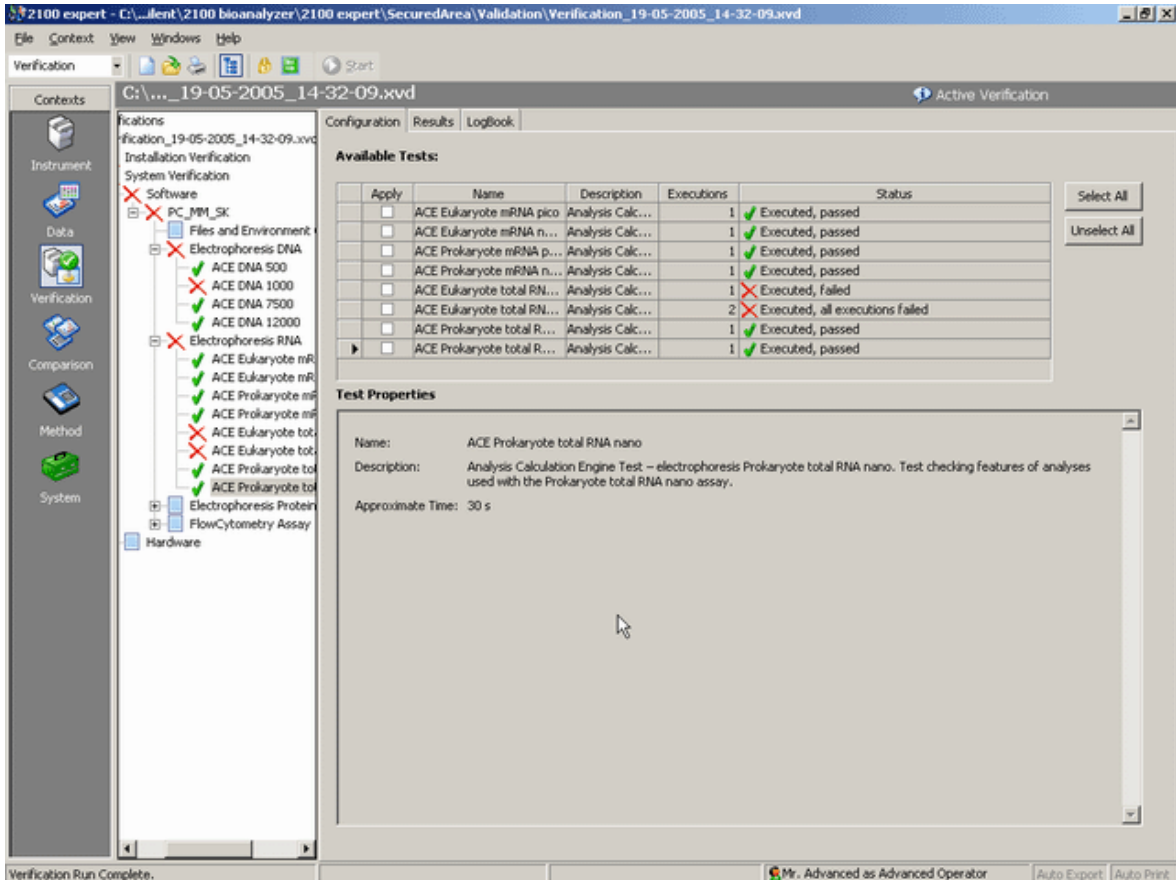 2100 expert - C:\...ilent\2100 bioanalyzer\2100 expert\SecuredArea\Validation\Verification_19-05-2005_14-32-09.xvd
File Context View Windows Help
Verification Start
Contexts
C:\..._19-05-2005_14-32-09.xvd
Active Verification
Instrument
Data
Verification
Comparison
Method
System
fications
ification_19-05-2005_14-32-09.xvd
Installation Verification
System Verification
Software
PC_MM_SK
Files and Environment
Electrophoresis DNA
ACE DNA 500
ACE DNA 1000
ACE DNA 7500
ACE DNA 12000
Electrophoresis RNA
ACE Eukaryote mR
ACE Eukaryote mR
ACE Prokaryote mR
ACE Prokaryote mR
ACE Eukaryote tot
ACE Eukaryote tot
ACE Prokaryote tol
ACE Prokaryote tol
Electrophoresis Protein
FlowCytometry Assay
Hardware
Configuration Results LogBook
Available Tests:
Apply Name Description Executions Status
ACE Eukaryote mRNA pico Analysis Calc... 1 Executed, passed
ACE Eukaryote mRNA n... Analysis Calc... 1 Executed, passed
ACE Prokaryote mRNA p... Analysis Calc... 1 Executed, passed
ACE Prokaryote mRNA n... Analysis Calc... 1 Executed, passed
ACE Eukaryote total RN... Analysis Calc... 1 Executed, failed
ACE Eukaryote total RN... Analysis Calc... 2 Executed, all executions failed
ACE Prokaryote total R... Analysis Calc... 1 Executed, passed
ACE Prokaryote total R... Analysis Calc... 1 Executed, passed
Select All
Unselect All
Test Properties
Name: ACE Prokaryote total RNA nano
Description: Analysis Calculation Engine Test – electrophoresis Prokaryote total RNA nano. Test checking features of analyses
used with the Prokaryote total RNA nano assay.
Approximate Time: 30 s
Verification Run Complete.
Mr. Advanced as Advanced Operator
Auto Export Auto Print